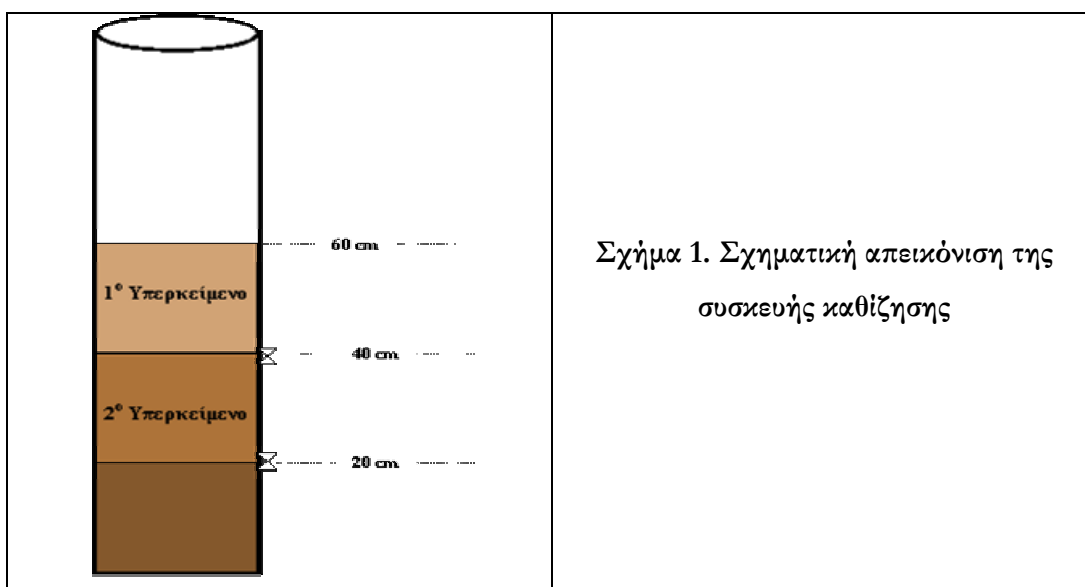 60 cm.
1° Υπερκείμενο
40 cm.
2° Υπερκείμενο
20 cm.
Σχήμα 1. Σχηματική απεικόνιση της
συσκευής καθίζησης